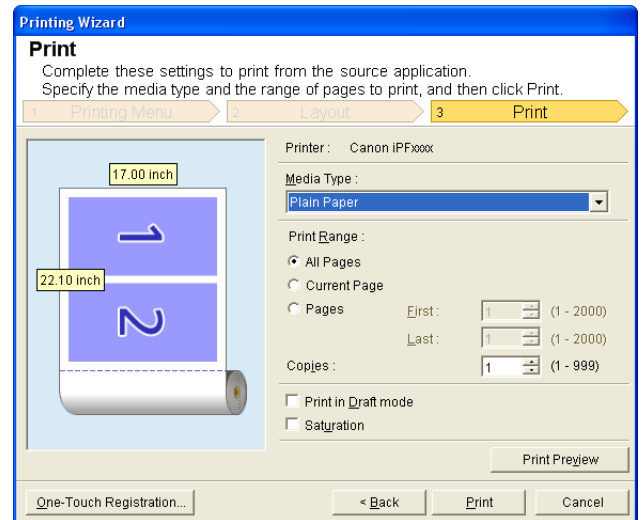 Printing Wizard
Print
Complete these settings to print from the source application.
Specify the media type and the range of pages to print, and then click Print.
1 Printing Menu 2 Layout 3 Print
Printer : Canon iPFxxxx
17.00 inch
Media Type :
Plain Paper
Print Range :
1
All Pages
22.10 inch
Current Page
Pages First : 1 (1 - 2000)
2
Last : 1 (1 - 2000)
Copies : 1 (1 - 999)
Print in Draft mode
Saturation
Print Preview
One-Touch Registration... < Back Print Cancel